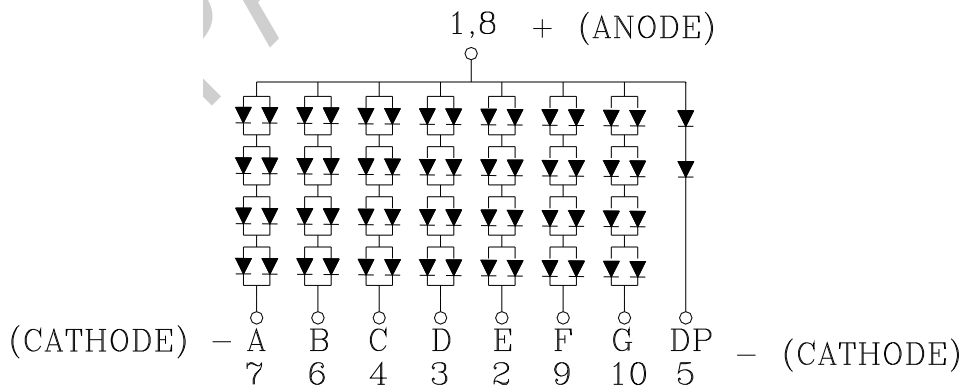 1,8 + (ANODE)
(CATHODE) - A B C D E F G DP - (CATHODE)
7 6 4 3 2 9 10 5